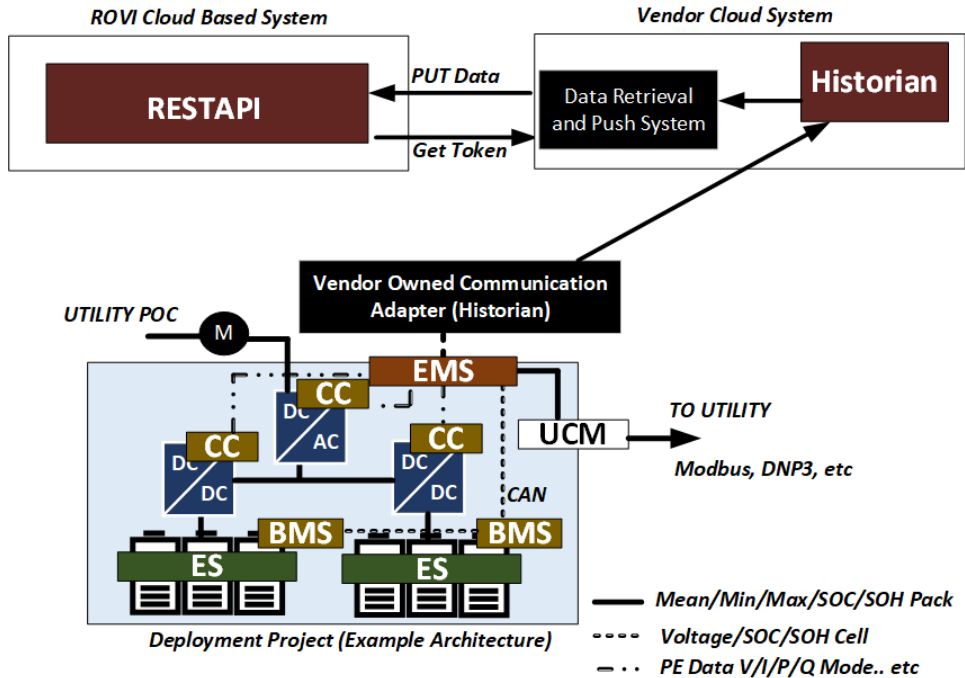 ROVI Cloud Based System
Vendor Cloud System
RESTAPI
PUT Data
Get Token
Data Retrieval
and Push System
Historian
Vendor Owned Communication
Adapter (Historian)
UTILITY POC
M
EMS
CC
DC
AC
CC
DC
DC
CC
DC
DC
UCM
TO UTILITY
Modbus, DNP3, etc
CAN
BMS
BMS
ES
ES
Deployment Project (Example Architecture)
Mean/Min/Max/SOC/SOH Pack
Voltage/SOC/SOH Cell
PE Data V/I/P/Q Mode.. etc